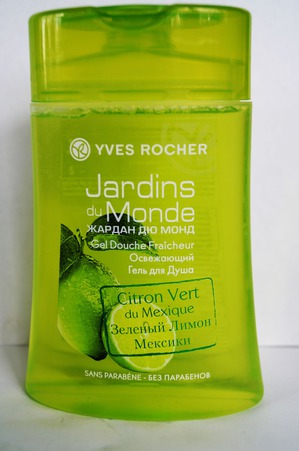 YVES ROCHER
Jardins
du Monde
ЖАРДАН ДЮ МОНД
Gel Douche Fraîcheur
Освежающий
Гель для Душа
Citron Vert
du Mexique
Зеленый Лимон
Мексики
SANS PARABÈNE - БЕЗ ПАРАБЕНОВ